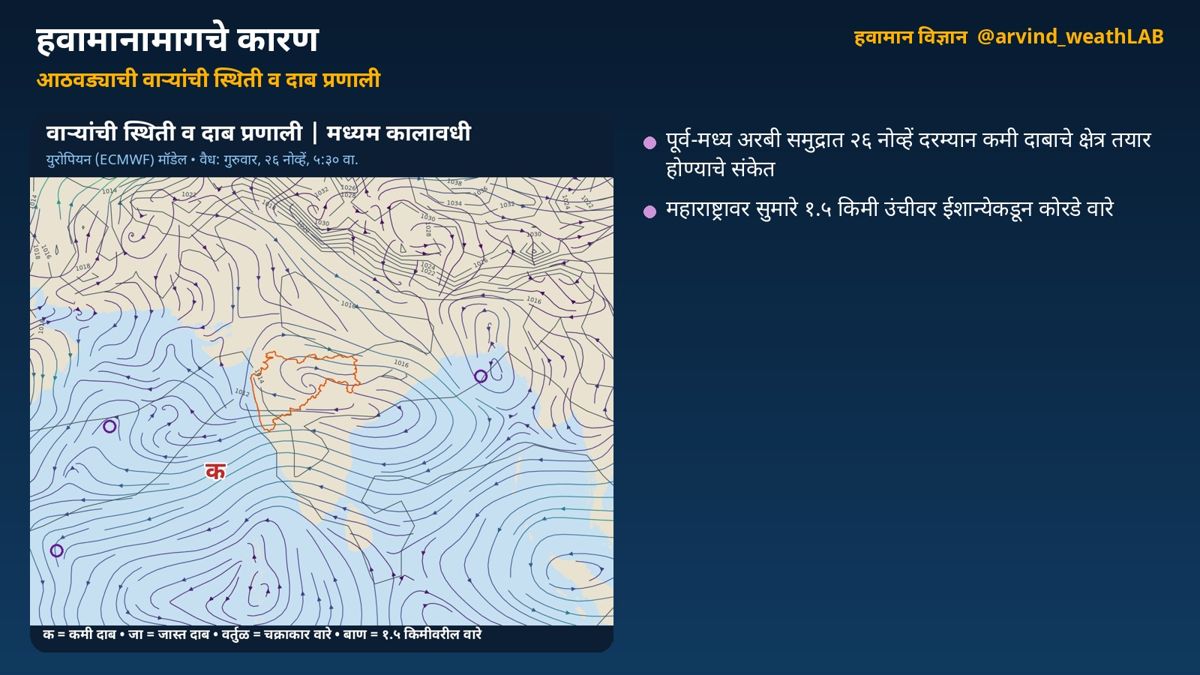 हवामानामागचे कारण
हवामान विज्ञान @arvind_weathLAB
आठवड्याची वाऱ्यांची स्थिती व दाब प्रणाली
वाऱ्यांची स्थिती व दाब प्रणाली | मध्यम कालावधी
युरोपियन (ECMWF) मॉडेल • वैध: गुरुवार, २६ नोव्हें, ५:३० वा.
क
क = कमी दाब • जा = जास्त दाब • वर्तुळ = चक्राकार वारे • बाण = १.५ किमीवरील वारे
पूर्व-मध्य अरबी समुद्रात २६ नोव्हें दरम्यान कमी दाबाचे क्षेत्र तयार
होण्याचे संकेत
महाराष्ट्रावर सुमारे १.५ किमी उंचीवर ईशान्येकडून कोरडे वारे